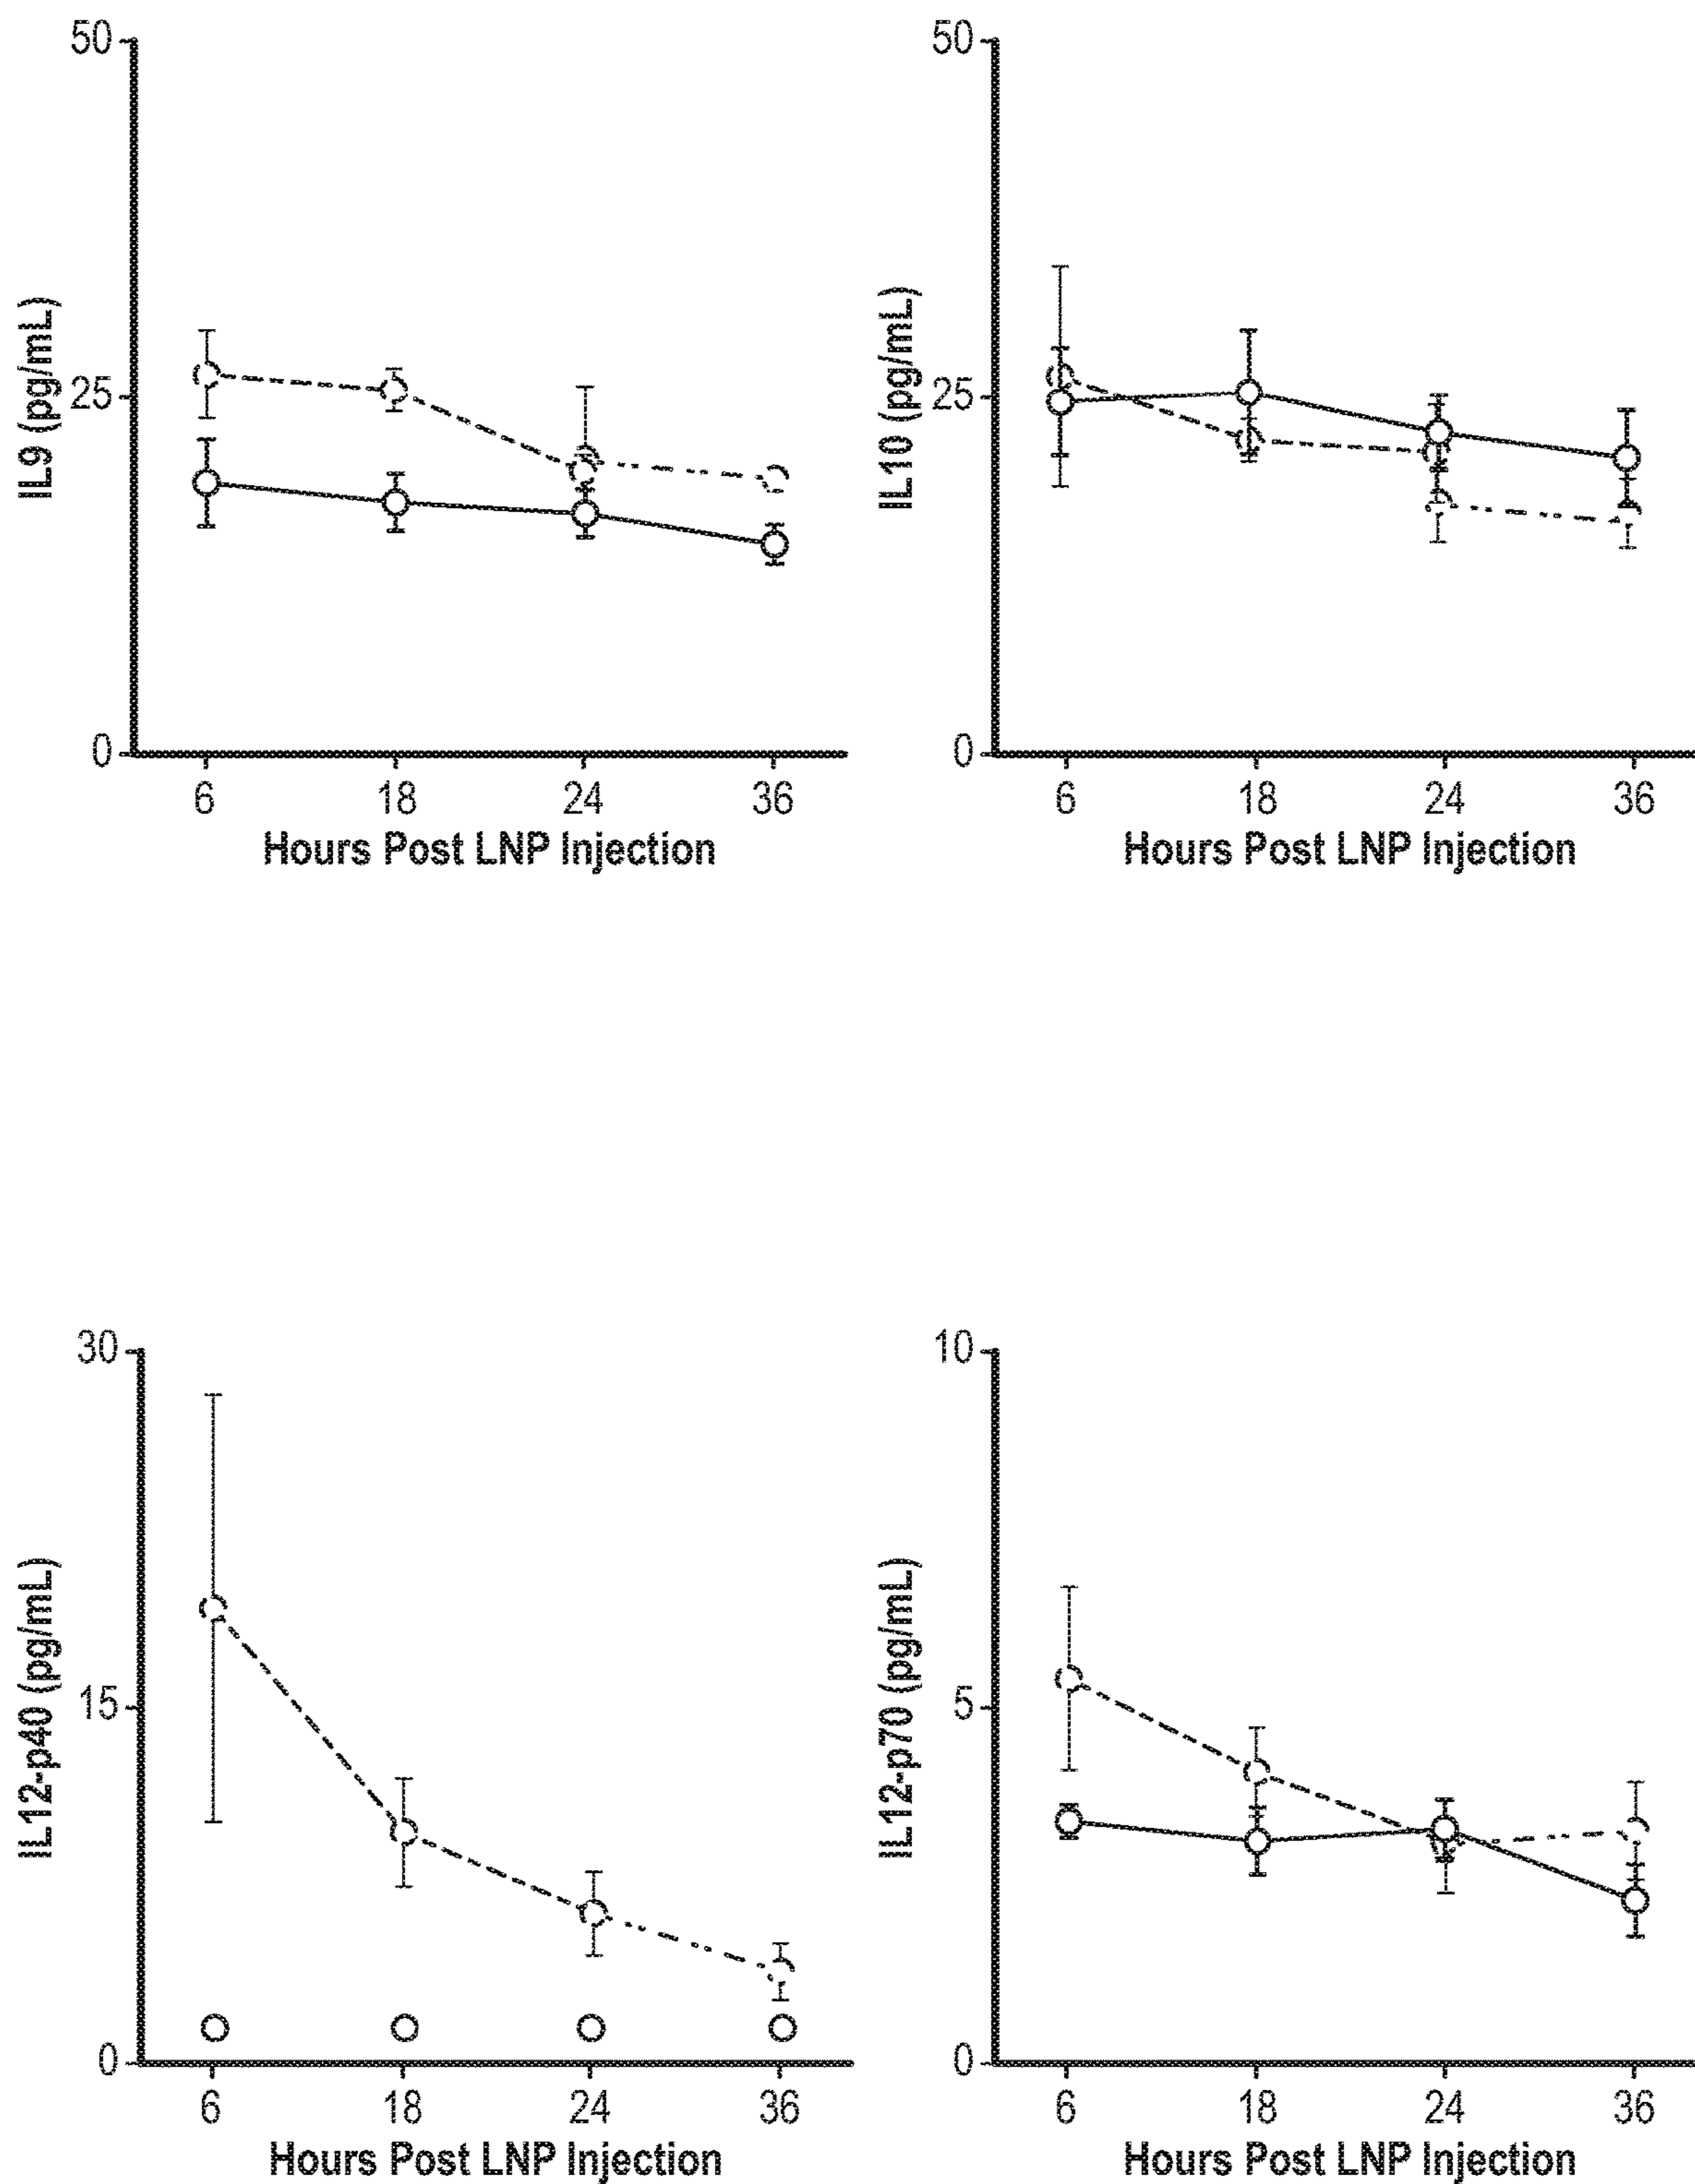 50
25
0
IL9 (pg/mL)
6 18 24 36
Hours Post LNP Injection
50
25
0
IL10 (pg/mL)
6 18 24 36
Hours Post LNP Injection
30
15
0
IL12-p40 (pg/mL)
6 18 24 36
Hours Post LNP Injection
10
5
0
IL12-p70 (pg/mL)
6 18 24 36
Hours Post LNP Injection